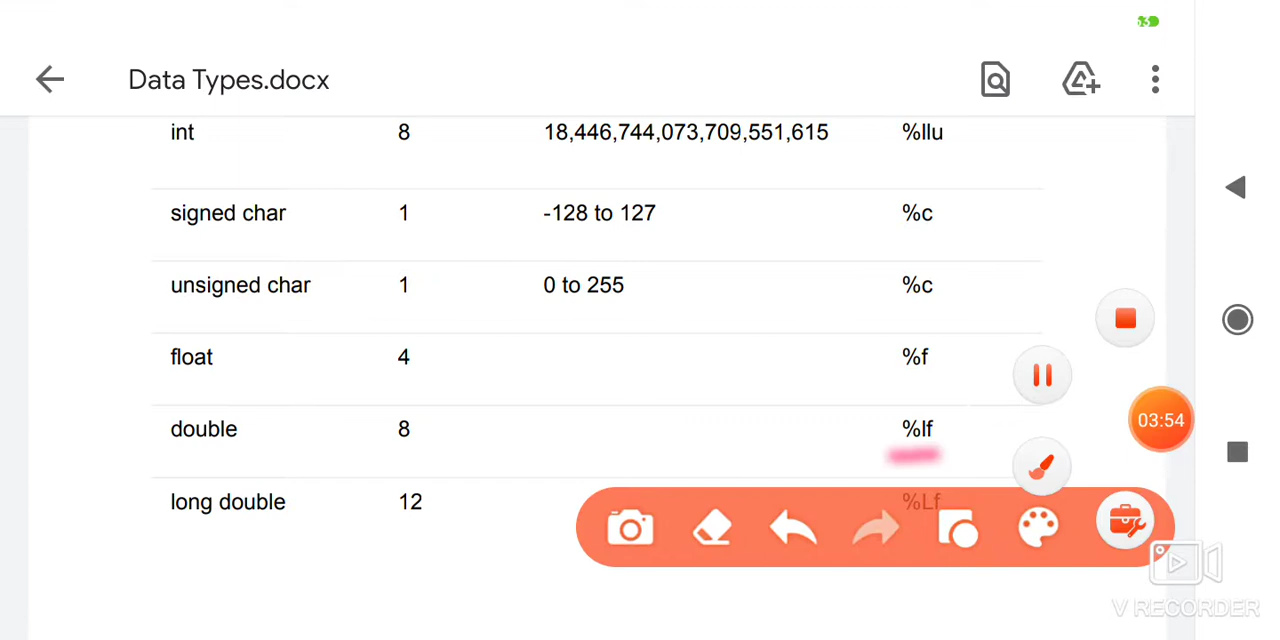 63
Data Types.docx
int 8 18,446,744,073,709,551,615 %llu
signed char 1 -128 to 127 %c
unsigned char 1 0 to 255 %c
float 4 %f
double 8 %lf
03:54
long double 12 %Lf
V RECORDER